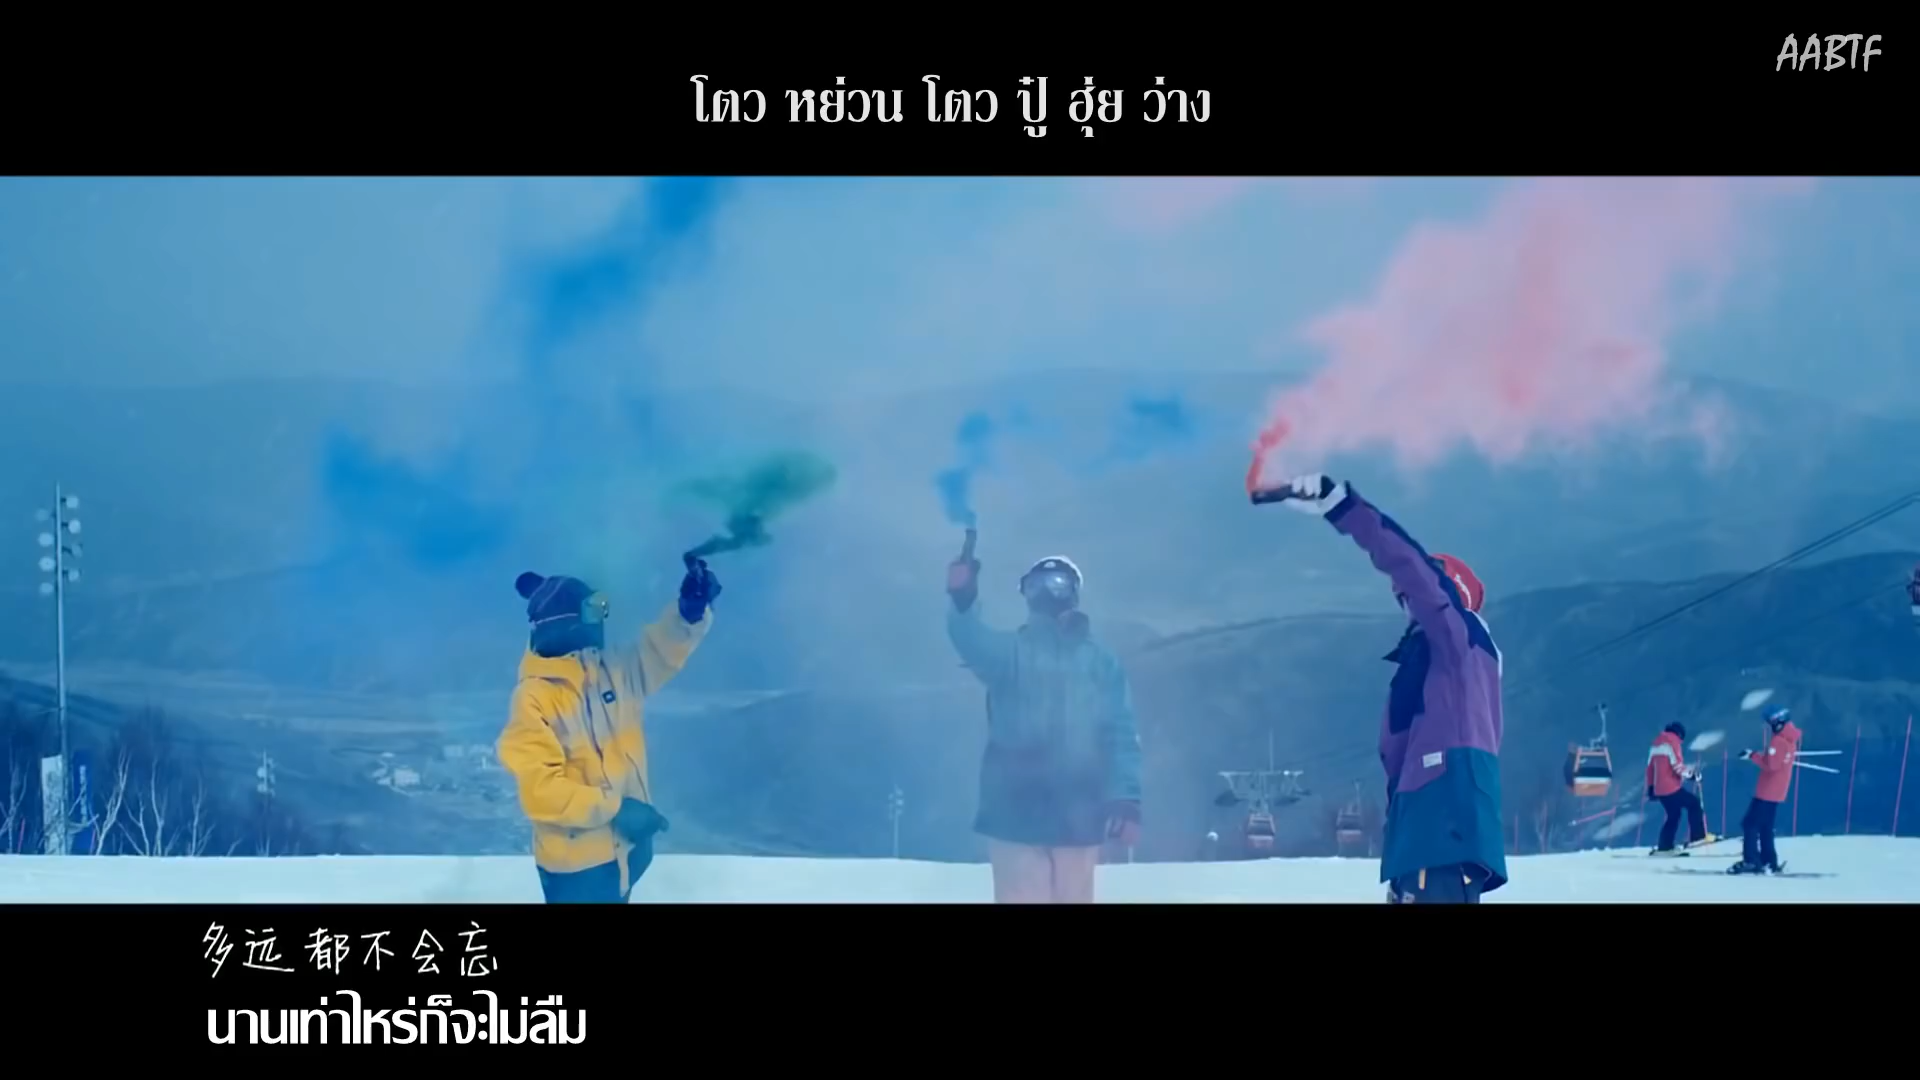 AABTF
โตว หย่วน โตว ปู๋ ฮุ่ย ว่าง
多远都不会忘
นานเท่าไหร่ก็จะไม่ลืม